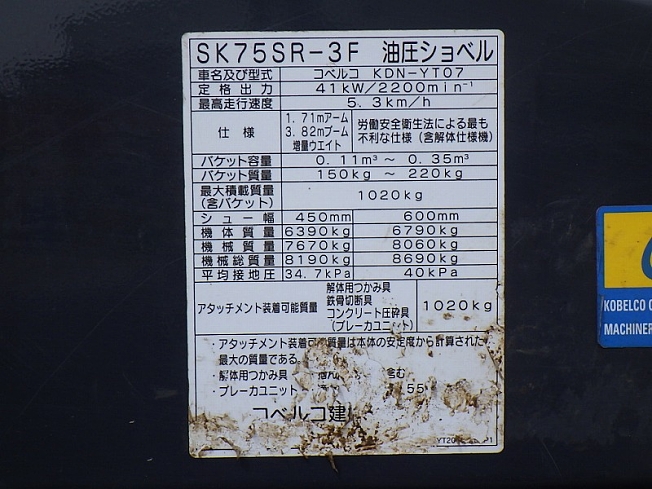 SK75SR-3F 油圧ショベル
車名及び型式 コベルコ KDN-YT07
定格出力 41kW/2200min⁻¹
最高走行速度 5.3km/h
仕様 1.71mアーム 3.82mブーム 増量ウエイト 労働安全衛生法による最も不利な仕様(含解体仕様機)
バケット容量 0.11m³ ~ 0.35m³
バケット質量 150kg ~ 220kg
最大積載質量(含バケット) 1020kg
シュー幅 450mm 600mm
機体質量 6390kg 6790kg
機械質量 7670kg 8060kg
機械総質量 8190kg 8690kg
平均接地圧 34.7kPa 40kPa
アタッチメント装着可能質量 解体用つかみ具 鉄骨切断具 コンクリート圧砕具 (ブレーカユニット) 1020kg
・アタッチメント装着可能質量は本体の安定度から計算された
最大の質量である
・解体用つかみ具 含む
・ブレーカユニット 55
コベルコ建
YT20 P1
KOBELCO C
MACHINER